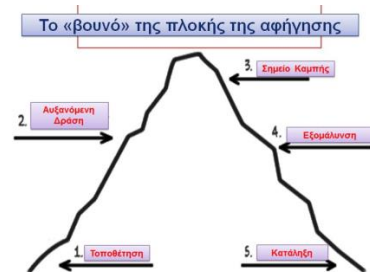 Το «βουνό» της πλοκής της αφήγησης
3. Σημείο Καμπής
2. Αυξανόμενη
Δράση
4. Εξομάλυνση
1. Τοποθέτηση
5. Κατάληξη